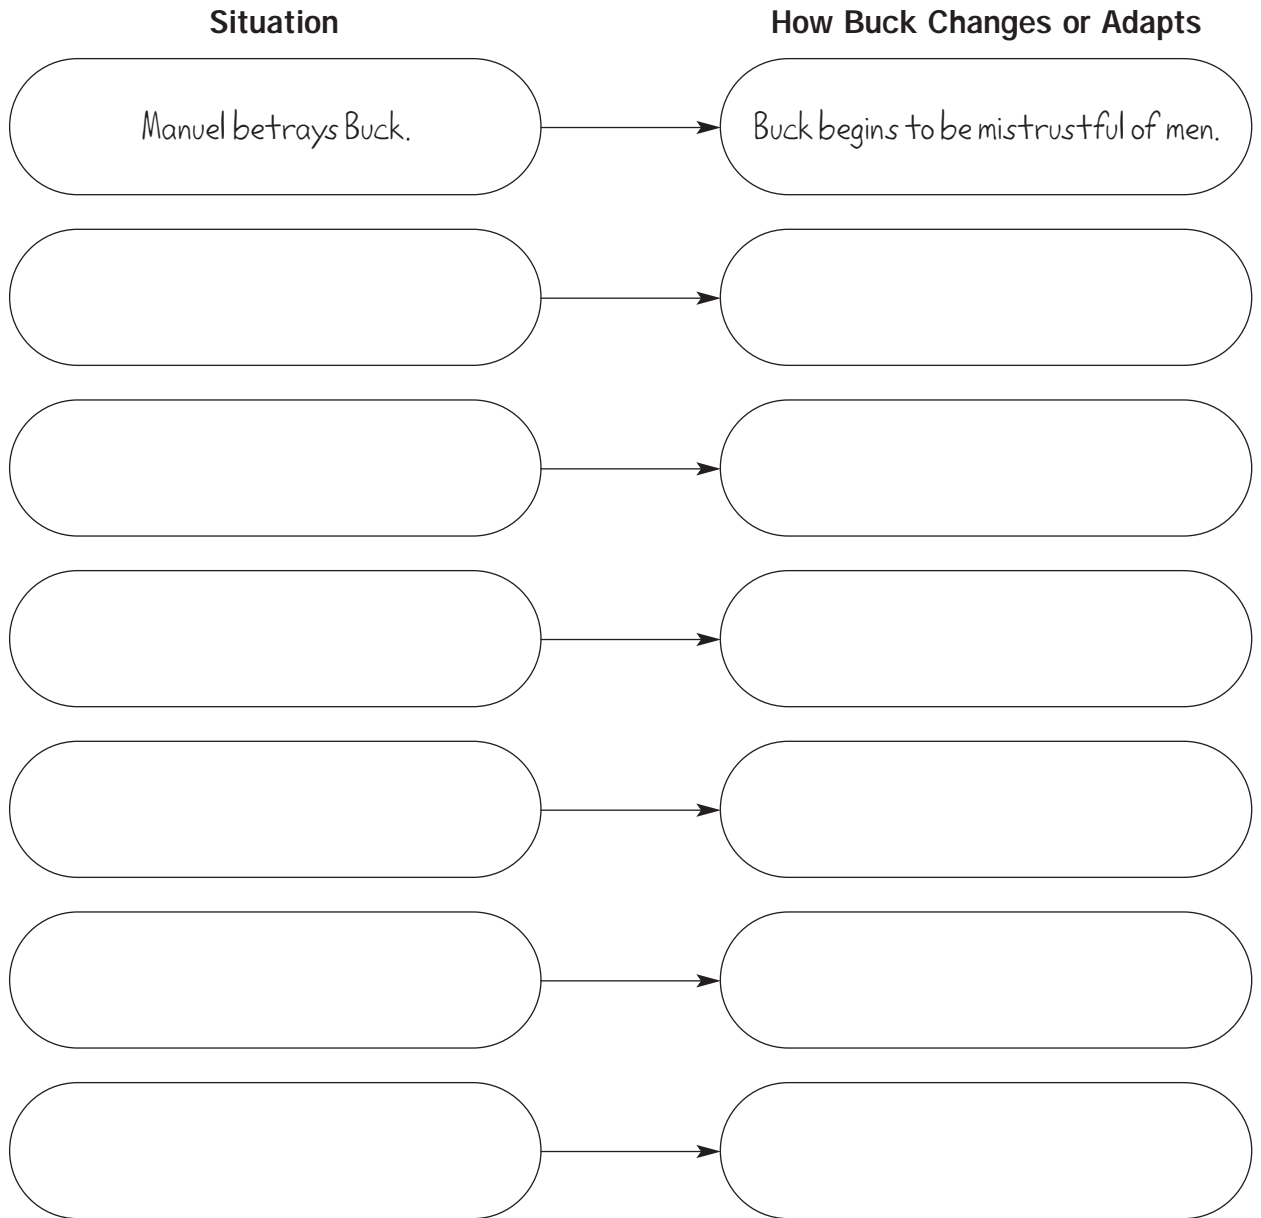 Situation
How Buck Changes or Adapts
Manuel betrays Buck.
Buck begins to be mistrustful of men.